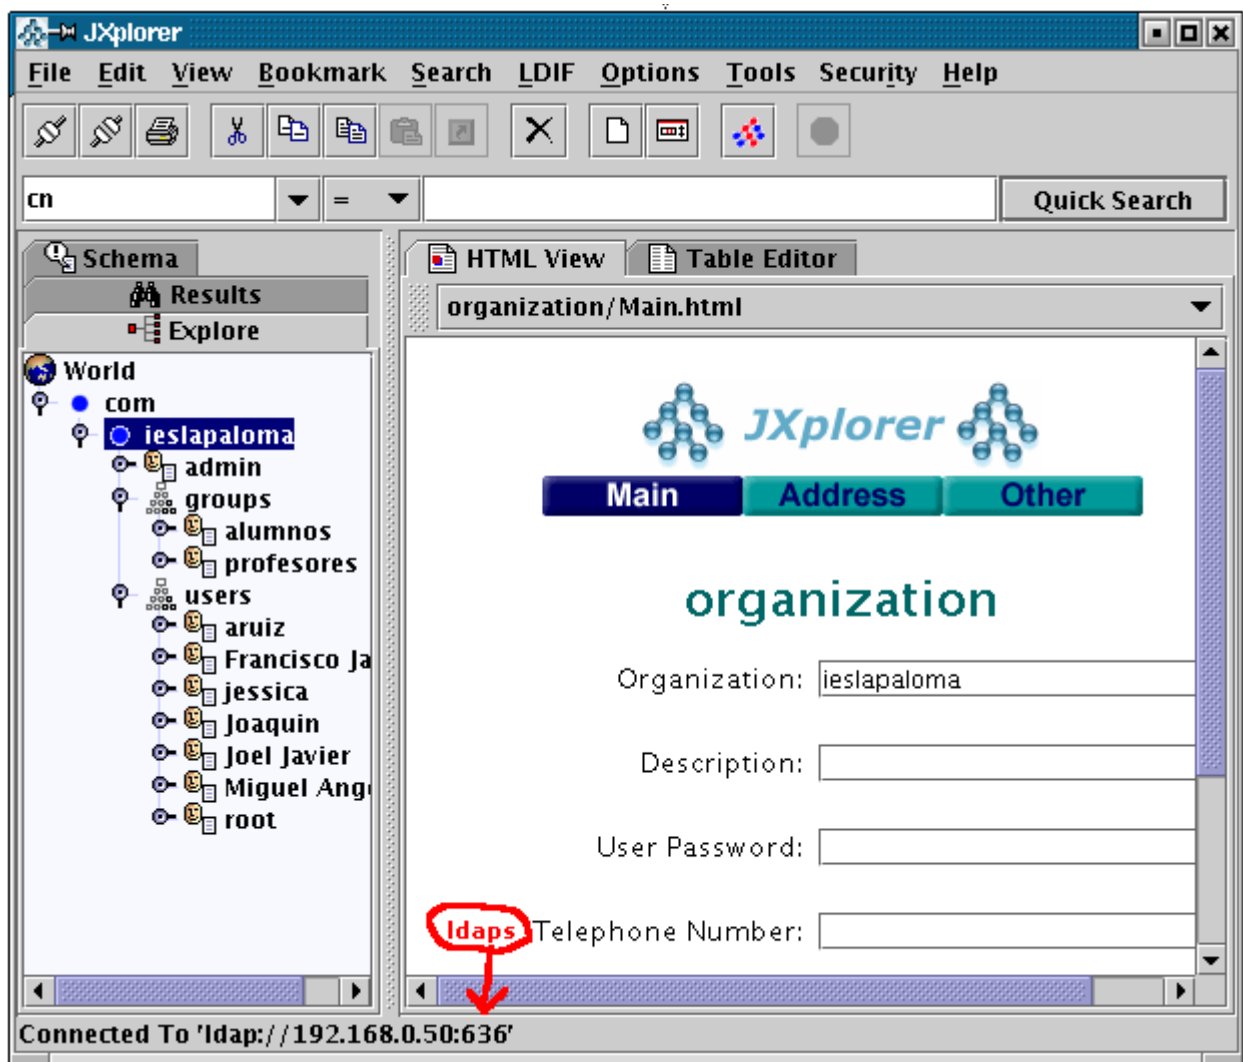 JXplorer
File Edit View Bookmark Search LDIF Options Tools Security Help
cn = Quick Search
Schema
Results
Explore
HTML View Table Editor
organization/Main.html
World
com
ieslapaloma
admin
groups
alumnos
profesores
users
aruiz
Francisco Ja
jessica
Joaquin
Joel Javier
Miguel Ang
root
JXplorer
Main Address Other
organization
Organization: ieslapaloma
Description:
User Password:
ldaps
Telephone Number:
Connected To 'ldap://192.168.0.50:636'